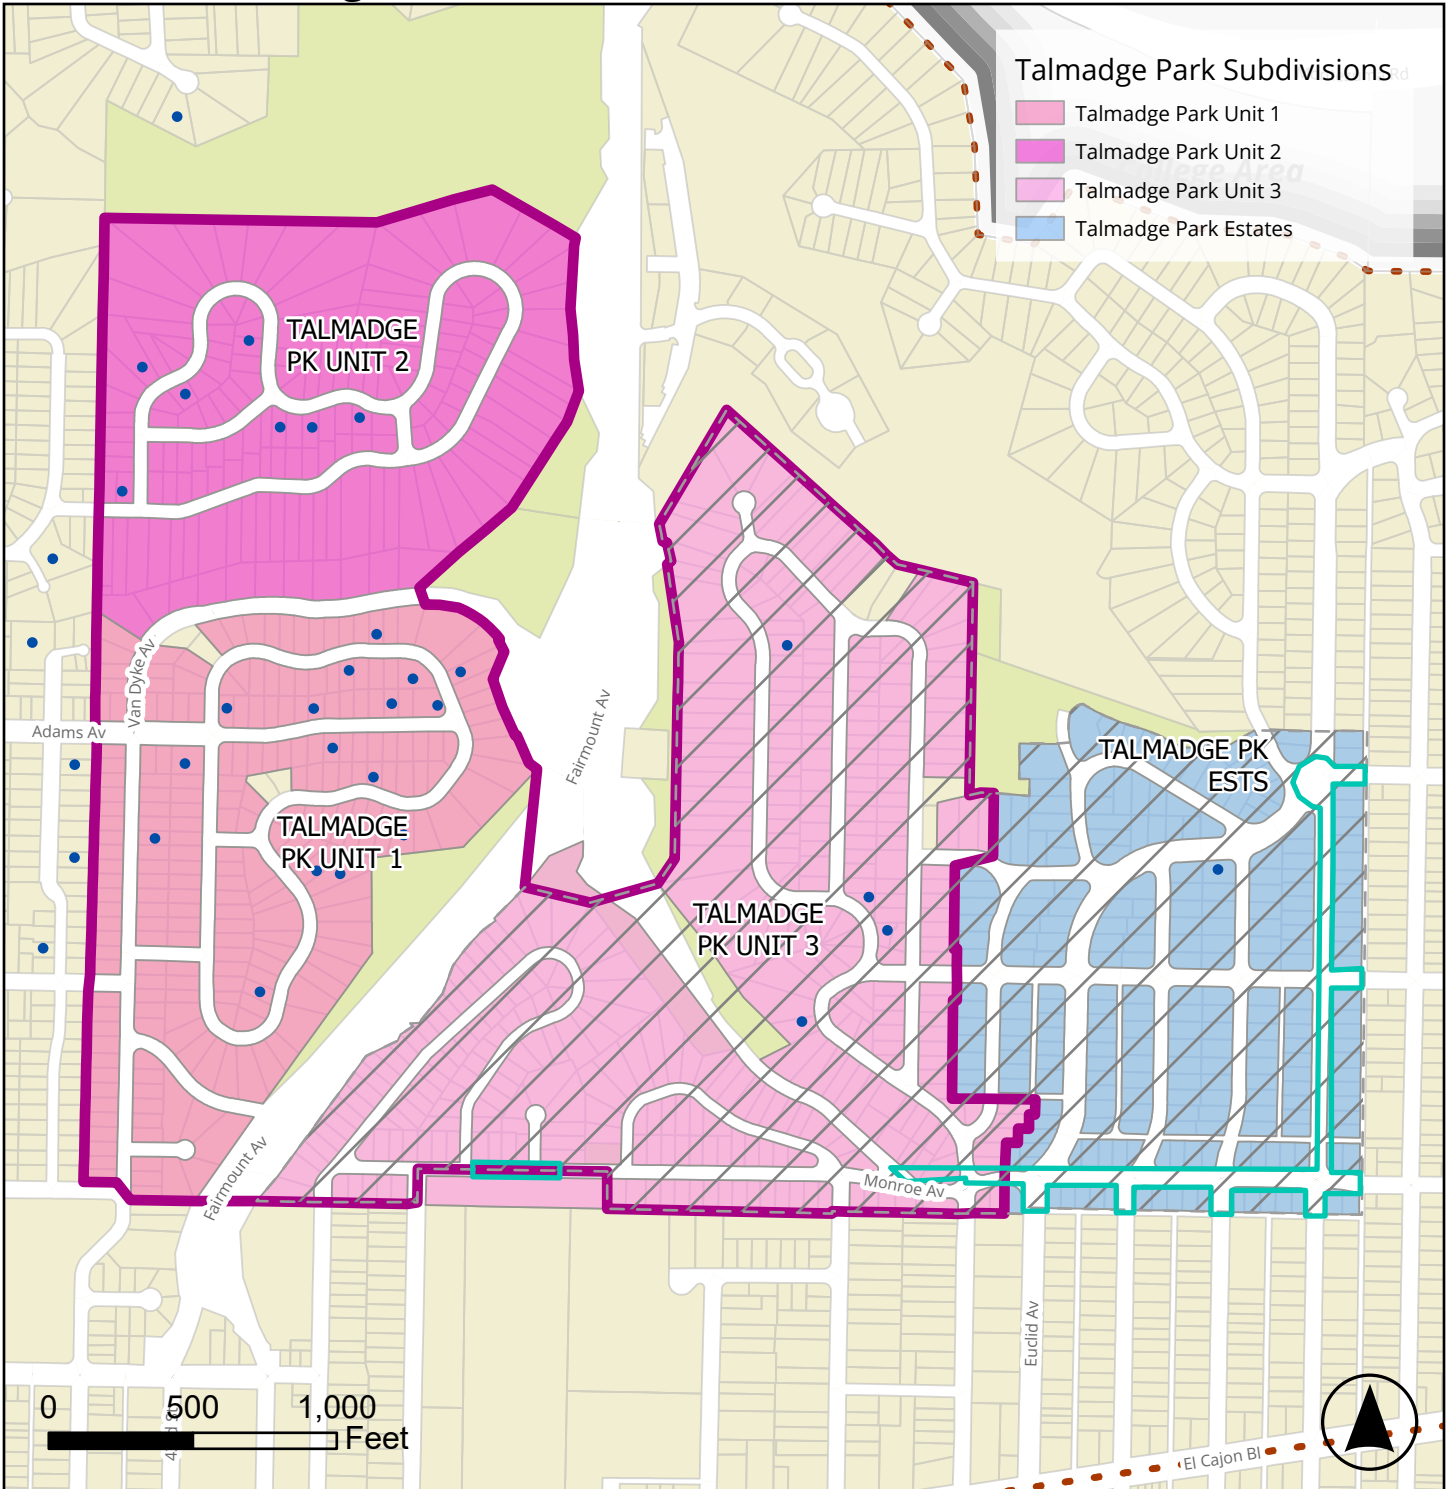 Talmadge Park Subdivisions
Talmadge Park Unit 1
Talmadge Park Unit 2
Talmadge Park Unit 3
Talmadge Park Estates
TALMADGE
PK UNIT 2
Van Dyke Av
Adams Av
Fairmount Av
TALMADGE PK
ESTS
TALMADGE
PK UNIT 1
TALMADGE
PK UNIT 3
Fairmount Av
Monroe Av
Euclid Av
0 500 1,000
Feet
El Cajon Bl